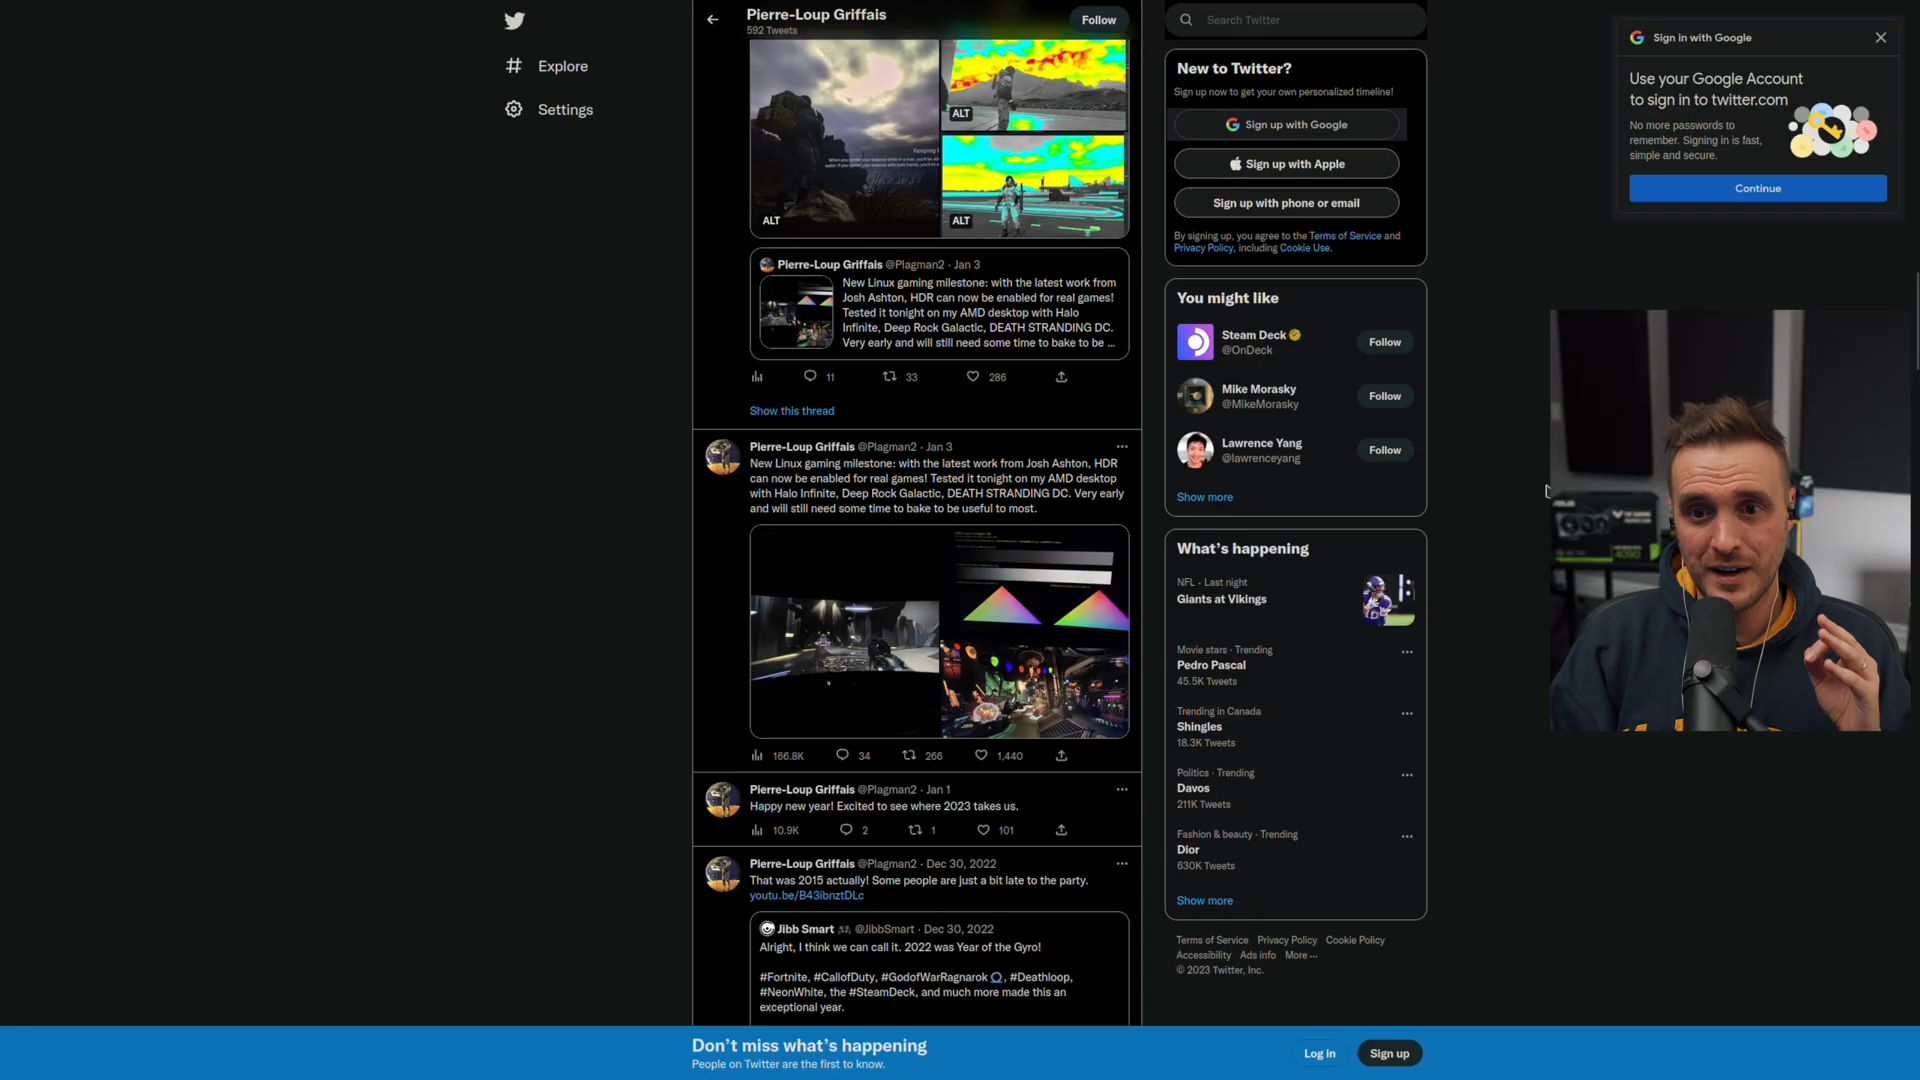 Pierre-Loup Griffais
592 Tweets
Follow
Explore
Settings
ALT
ALT
ALT
Pierre-Loup Griffais @Plagman2 · Jan 3
New Linux gaming milestone: with the latest work from
Josh Ashton, HDR can now be enabled for real games!
Tested it tonight on my AMD desktop with Halo
Infinite, Deep Rock Galactic, DEATH STRANDING DC.
Very early and will still need some time to bake to be ...
11
33
286
Show this thread
Pierre-Loup Griffais @Plagman2 · Jan 3
New Linux gaming milestone: with the latest work from Josh Ashton, HDR
can now be enabled for real games! Tested it tonight on my AMD desktop
with Halo Infinite, Deep Rock Galactic, DEATH STRANDING DC. Very early
and will still need some time to bake to be useful to most.
166.8K
34
266
1,440
Pierre-Loup Griffais @Plagman2 · Jan 1
Happy new year! Excited to see where 2023 takes us.
10.9K
2
1
101
Pierre-Loup Griffais @Plagman2 · Dec 30, 2022
That was 2015 actually! Some people are just a bit late to the party.
youtu.be/B43ibnztDLc
Jibb Smart @JibbSmart · Dec 30, 2022
Alright, I think we can call it. 2022 was Year of the Gyro!
#Fortnite, #CallofDuty, #GodofWarRagnarok, #Deathloop,
#NeonWhite, the #SteamDeck, and much more made this an
exceptional year.
Search Twitter
New to Twitter?
Sign up now to get your own personalized timeline!
Sign up with Google
Sign up with Apple
Sign up with phone or email
By signing up, you agree to the Terms of Service and
Privacy Policy, including Cookie Use.
You might like
Steam Deck
@OnDeck
Follow
Mike Morasky
@MikeMorasky
Follow
Lawrence Yang
@lawrenceyang
Follow
Show more
What's happening
NFL · Last night
Giants at Vikings
Movie stars · Trending
Pedro Pascal
45.5K Tweets
Trending in Canada
Shingles
18.3K Tweets
Politics · Trending
Davos
211K Tweets
Fashion & beauty · Trending
Dior
630K Tweets
Show more
Terms of Service Privacy Policy Cookie Policy
Accessibility Ads info More ...
© 2023 Twitter, Inc.
Sign in with Google
Use your Google Account
to sign in to twitter.com
No more passwords to
remember. Signing in is fast,
simple and secure.
Continue
4090
Don't miss what's happening
People on Twitter are the first to know.
Log in
Sign up